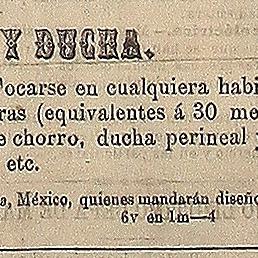 Y DUCHA.
ocarse en cualquiera habi
ras (equivalentes á 30 me
e chorro, ducha perineal y
etc.
a, México, quienes mandarán diseño
6v en 1m—4